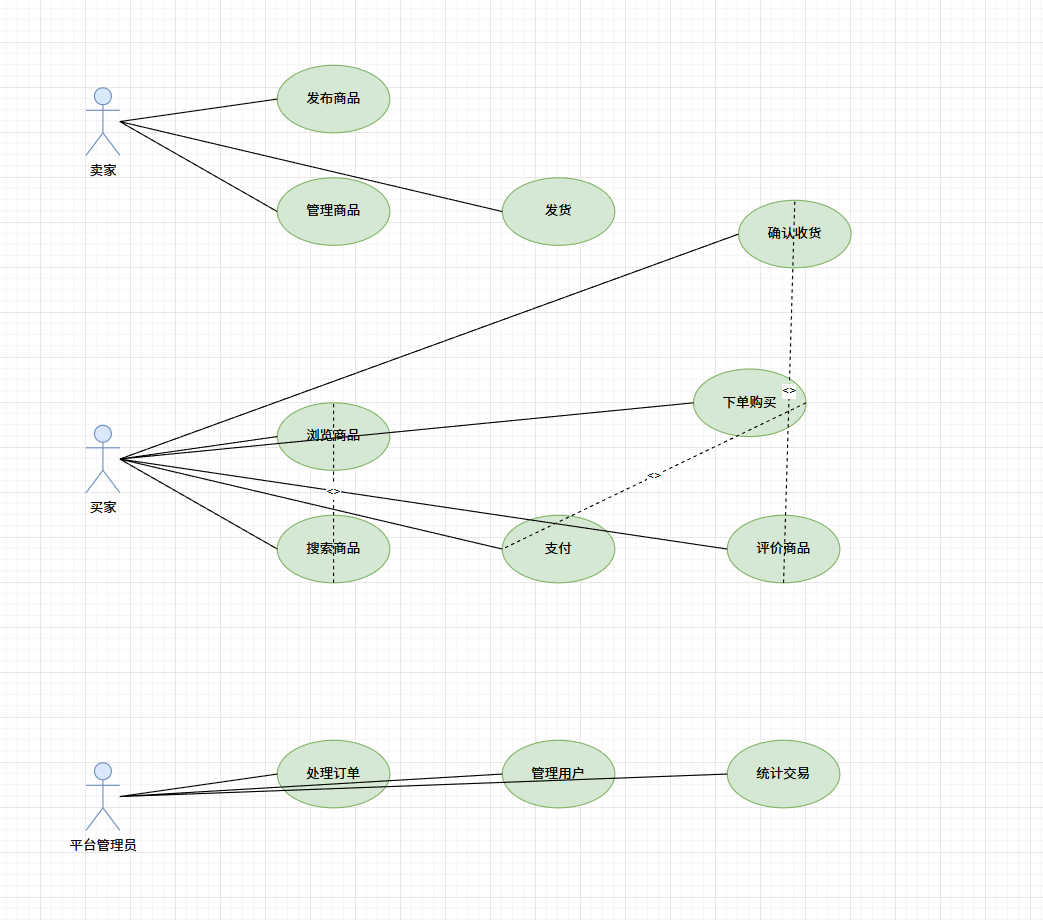 发布商品
卖家
管理商品
发货
确认收货
<>
下单购买
浏览商品
<>
买家
<>
搜索商品
支付
评价商品
处理订单
管理用户
统计交易
平台管理员